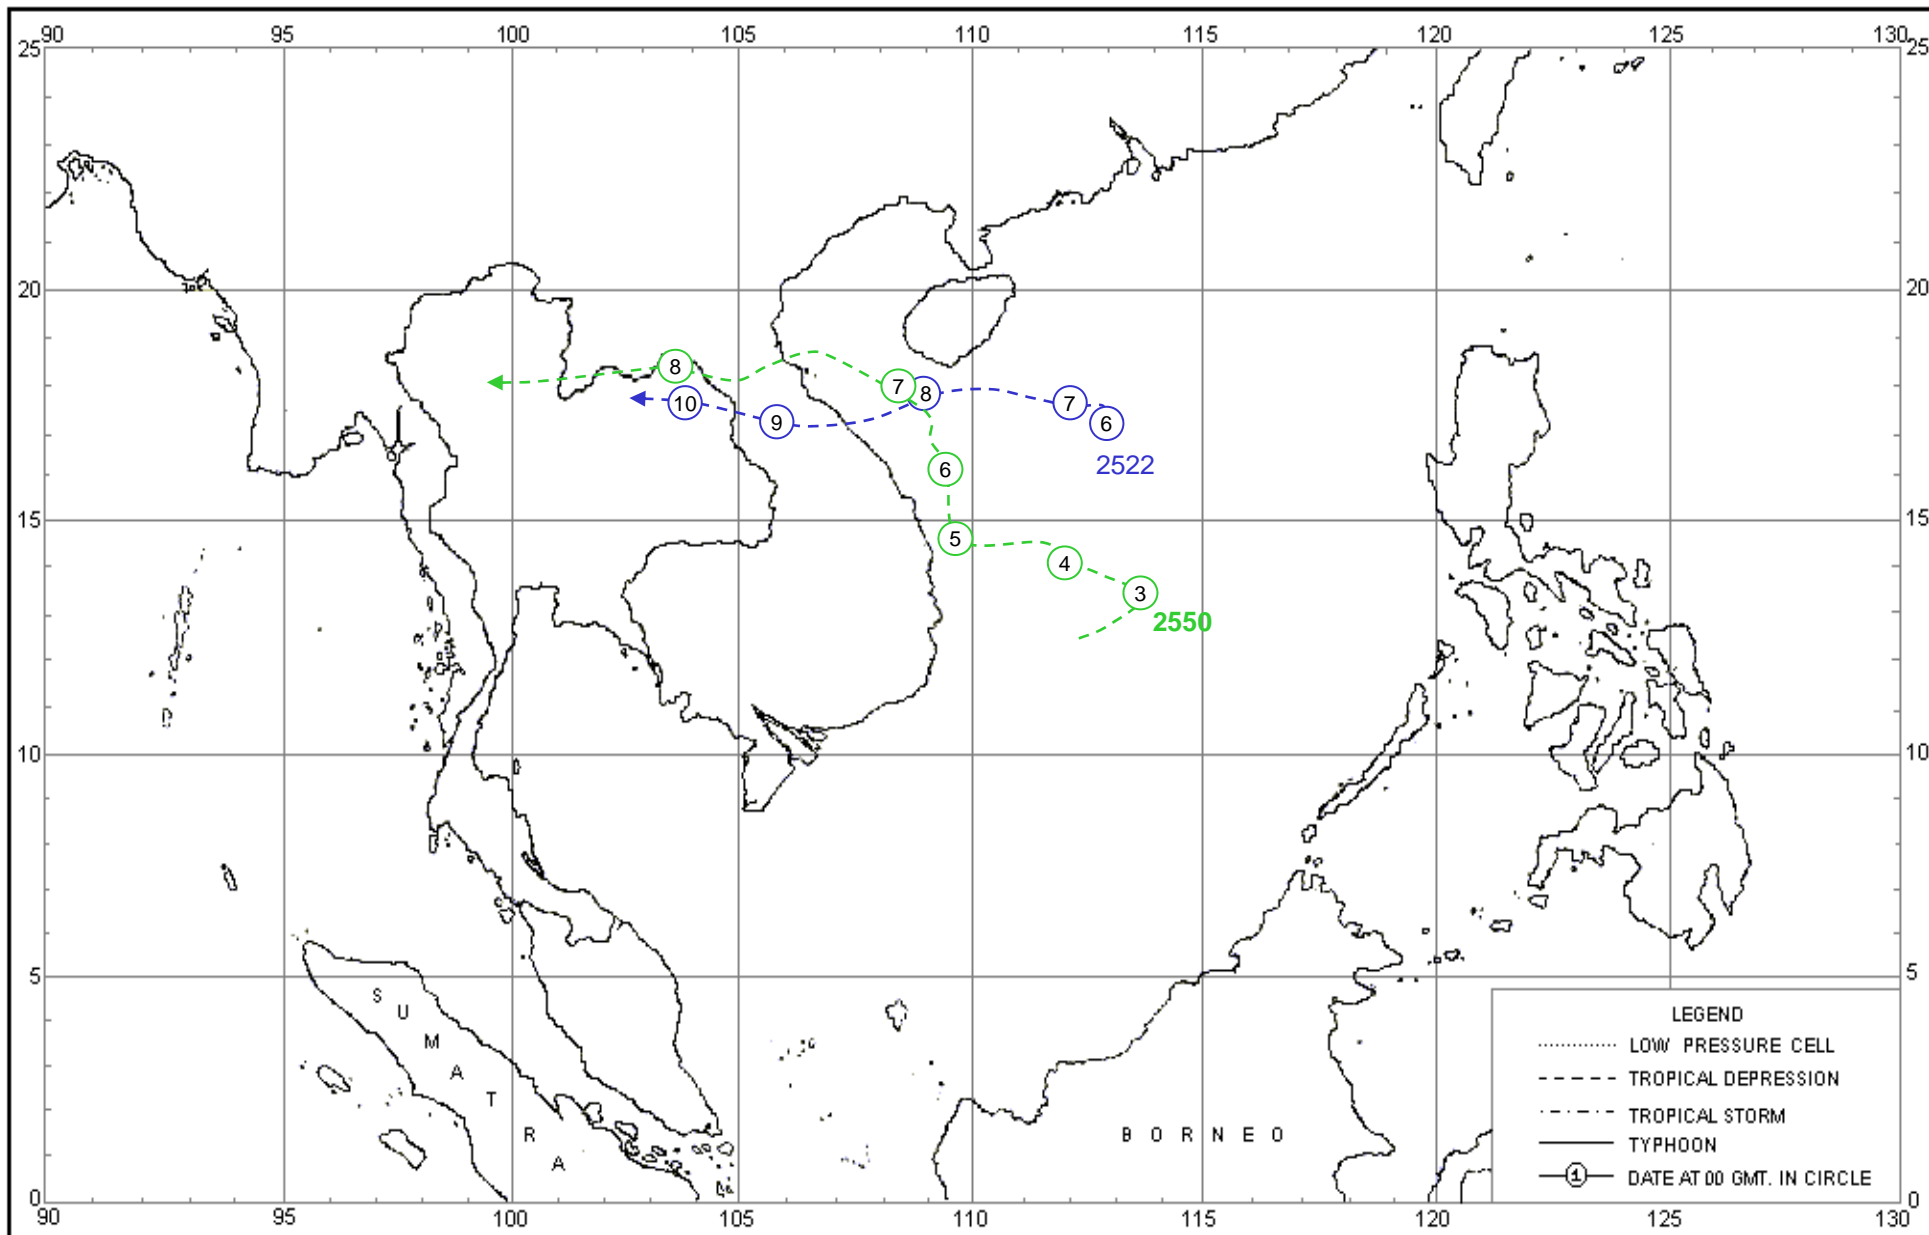 90 95 100 105 110 115 120 125 130
25 25
20 20
8
7 8
10 9 7 6
2522
6
15 15
5
4
3
2550
10 10
5 5
S U M A T R A
B O R N E O
LEGEND
LOW PRESSURE CELL
TROPICAL DEPRESSION
TROPICAL STORM
TYPHOON
1 DATE AT 00 GMT. IN CIRCLE
0 0
90 95 100 105 110 115 120 125 130